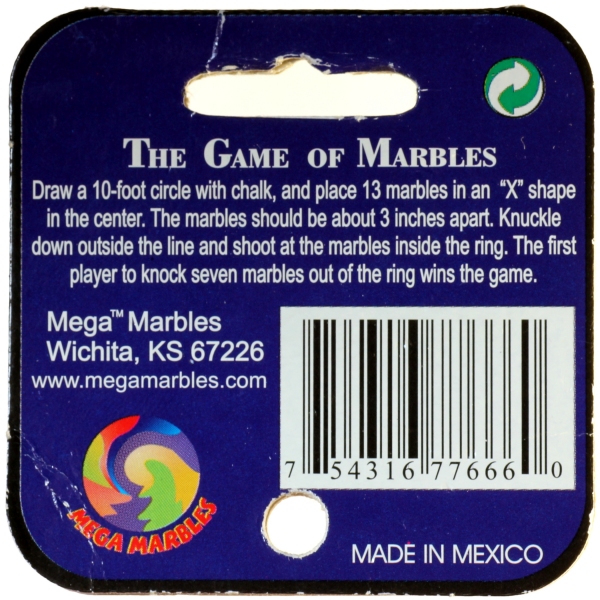 The Game of Marbles
Draw a 10-foot circle with chalk, and place 13 marbles in an "X" shape
in the center. The marbles should be about 3 inches apart. Knuckle
down outside the line and shoot at the marbles inside the ring. The first
player to knock seven marbles out of the ring wins the game.
Mega™ Marbles
Wichita, KS 67226
www.megamarbles.com
7 54316 77666 0
MEGA MARBLES
MADE IN MEXICO